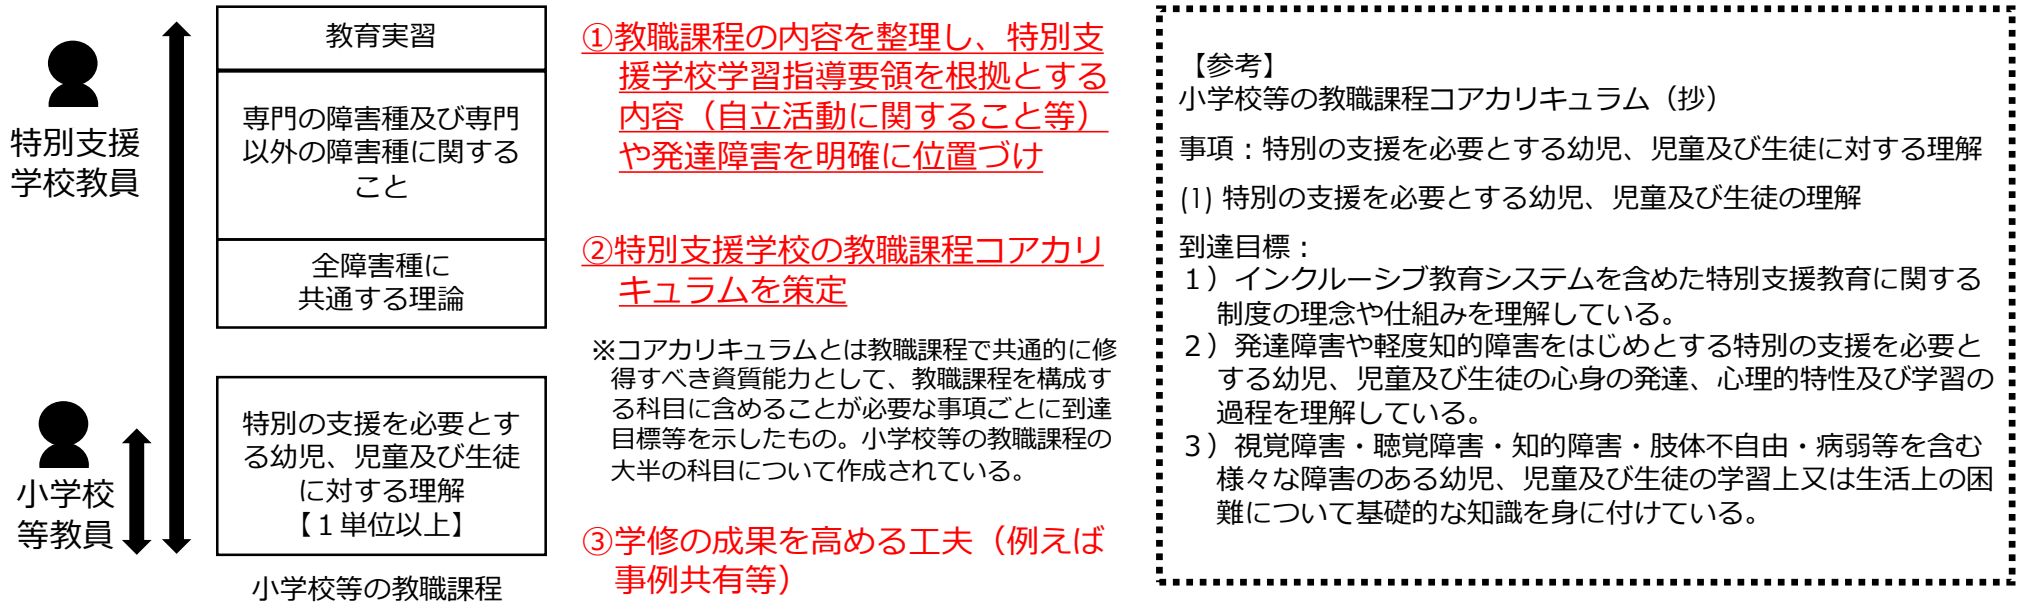 特別支援
学校教員
小学校
等教員
教育実習
専門の障害種及び専門
以外の障害種に関する
こと
全障害種に
共通する理論
特別の支援を必要とす
る幼児、児童及び生徒
に対する理解
【１単位以上】
小学校等の教職課程
①教職課程の内容を整理し、特別支
援学校学習指導要領を根拠とする
内容（自立活動に関すること等）
や発達障害を明確に位置づけ
②特別支援学校の教職課程コアカリ
キュラムを策定
※コアカリキュラムとは教職課程で共通的に修
得すべき資質能力として、教職課程を構成す
る科目に含めることが必要な事項ごとに到達
目標等を示したもの。小学校等の教職課程の
大半の科目について作成されている。
③学修の成果を高める工夫（例えば
事例共有等）
【参考】
小学校等の教職課程コアカリキュラム（抄）
事項：特別の支援を必要とする幼児、児童及び生徒に対する理解
(1) 特別の支援を必要とする幼児、児童及び生徒の理解
到達目標：
１）インクルーシブ教育システムを含めた特別支援教育に関する
制度の理念や仕組みを理解している。
２）発達障害や軽度知的障害をはじめとする特別の支援を必要と
する幼児、児童及び生徒の心身の発達、心理的特性及び学習の
過程を理解している。
３）視覚障害・聴覚障害・知的障害・肢体不自由・病弱等を含む
様々な障害のある幼児、児童及び生徒の学習上又は生活上の困
難について基礎的な知識を身に付けている。